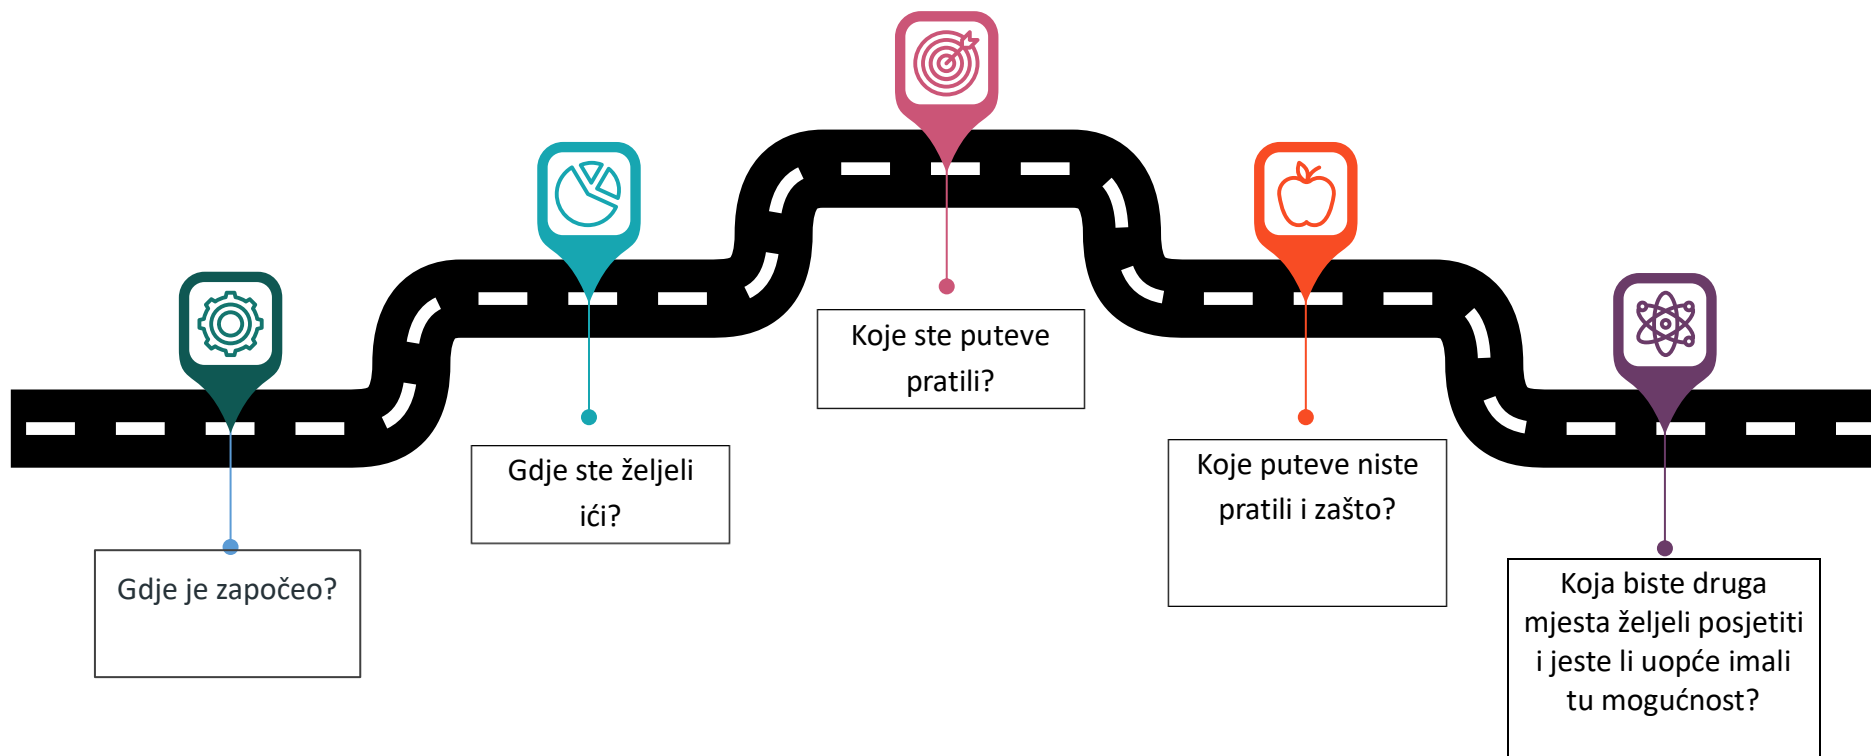 Gdje je započeo?
Gdje ste željeli
ići?
Koje ste puteve
pratili?
Koje puteve niste
pratili i zašto?
Koja biste druga
mjesta željeli posjetiti
i jeste li uopće imali
tu mogućnost?